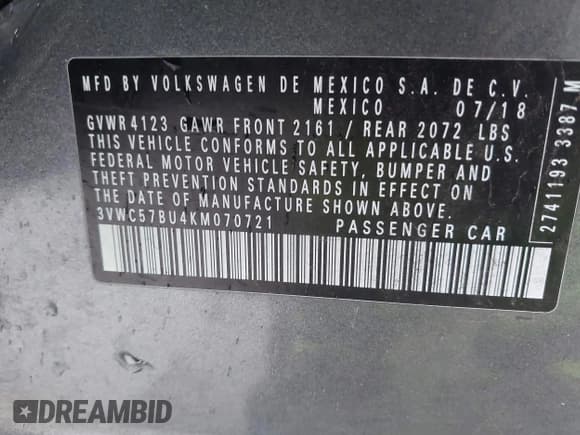 MFD BY VOLKSWAGEN DE MEXICO S.A. DE C.V.
MEXICO 07/18
GVWR 4123 GAWR FRONT 2161 / REAR 2072 LBS
THIS VEHICLE CONFORMS TO ALL APPLICABLE U.S.
FEDERAL MOTOR VEHICLE SAFETY, BUMPER AND
THEFT PREVENTION STANDARDS IN EFFECT ON
THE DATE OF MANUFACTURE SHOWN ABOVE.
3VWC57BU4KM070721 PASSENGER CAR
2741193 3387 M
DREAMBID